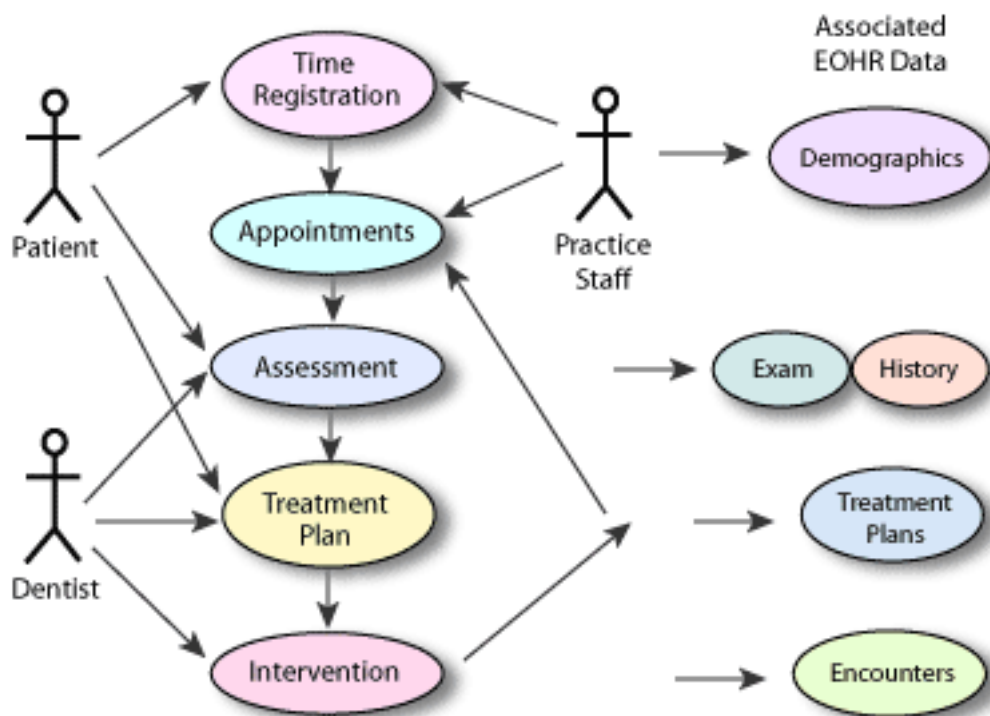 Associated
EOHR Data
Time
Registration
Demographics
Patient
Appointments
Practice
Staff
Assessment
Exam
History
Treatment
Plan
Treatment
Plans
Dentist
Intervention
Encounters